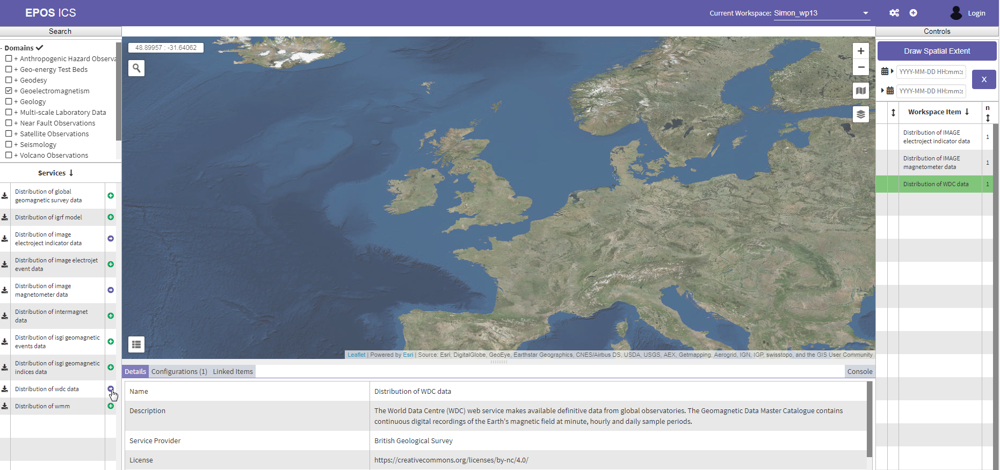 EPOS ICS
Current Workspace: Simon_wp13
Login
Search
Controls
- Domains
+ Anthropogenic Hazard Observa
+ Geo-energy Test Beds
+ Geodesy
+ Geoelectromagnetism
+ Geology
+ Multi-scale Laboratory Data
+ Near Fault Observations
+ Satellite Observations
+ Seismology
+ Volcano Observations
Services
Distribution of global
geomagnetic survey data
Distribution of igrf model
Distribution of image
electroject indicator data
Distribution of image electrojet
event data
Distribution of image
magnetometer data
Distribution of intermagnet
data
Distribution of isgi geomagnetic
events data
Distribution of isgi geomagnetic
indices data
Distribution of wdc data
Distribution of wmm
48.89957 : -31.64062
+
−
Leaflet | Powered by Esri | Source: Esri, DigitalGlobe, GeoEye, Earthstar Geographics, CNES/Airbus DS, USDA, USGS, AEX, Getmapping, Aerogrid, IGN, IGP, swisstopo, and the GIS User Community
Details Configurations (1) Linked Items
Console
Name Distribution of WDC data
Description The World Data Centre (WDC) web service makes available definitive data from global observatories. The Geomagnetic Data Master Catalogue contains
continuous digital recordings of the Earth's magnetic field at minute, hourly and daily sample periods.
Service Provider British Geological Survey
License https://creativecommons.org/licenses/by-nc/4.0/
Draw Spatial Extent
YYYY-MM-DD HH:mm:s
X
YYYY-MM-DD HH:mm:s
Workspace Item n
Distribution of IMAGE
electroject indicator data 1
Distribution of IMAGE
magnetometer data 1
Distribution of WDC data 1